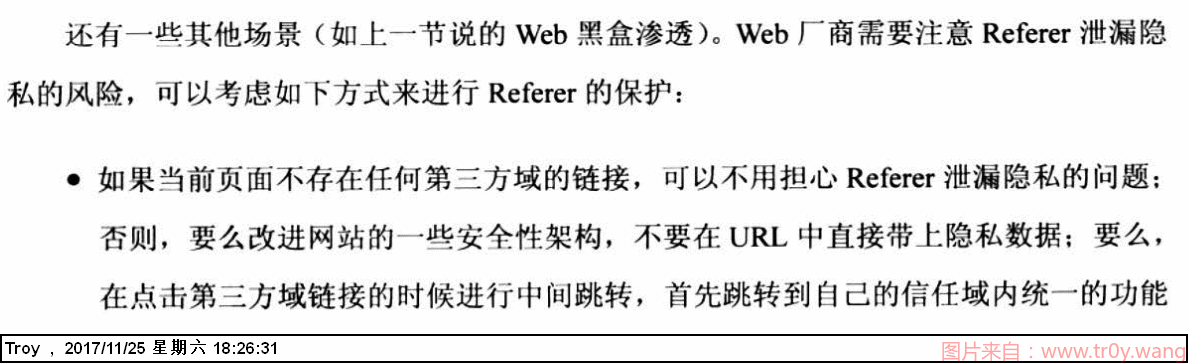 还有一些其他场景（如上一节说的 Web 黑盒渗透）。Web 厂商需要注意 Referer 泄漏隐
私的风险，可以考虑如下方式来进行 Referer 的保护：
● 如果当前页面不存在任何第三方域的链接，可以不用担心 Referer 泄漏隐私的问题；
否则，要么改进网站的一些安全性架构，不要在 URL 中直接带上隐私数据；要么，
在点击第三方域链接的时候进行中间跳转，首先跳转到自己的信任域内统一的功能
Troy , 2017/11/25 星期六 18:26:31
图片来自：www.tr0y.wang